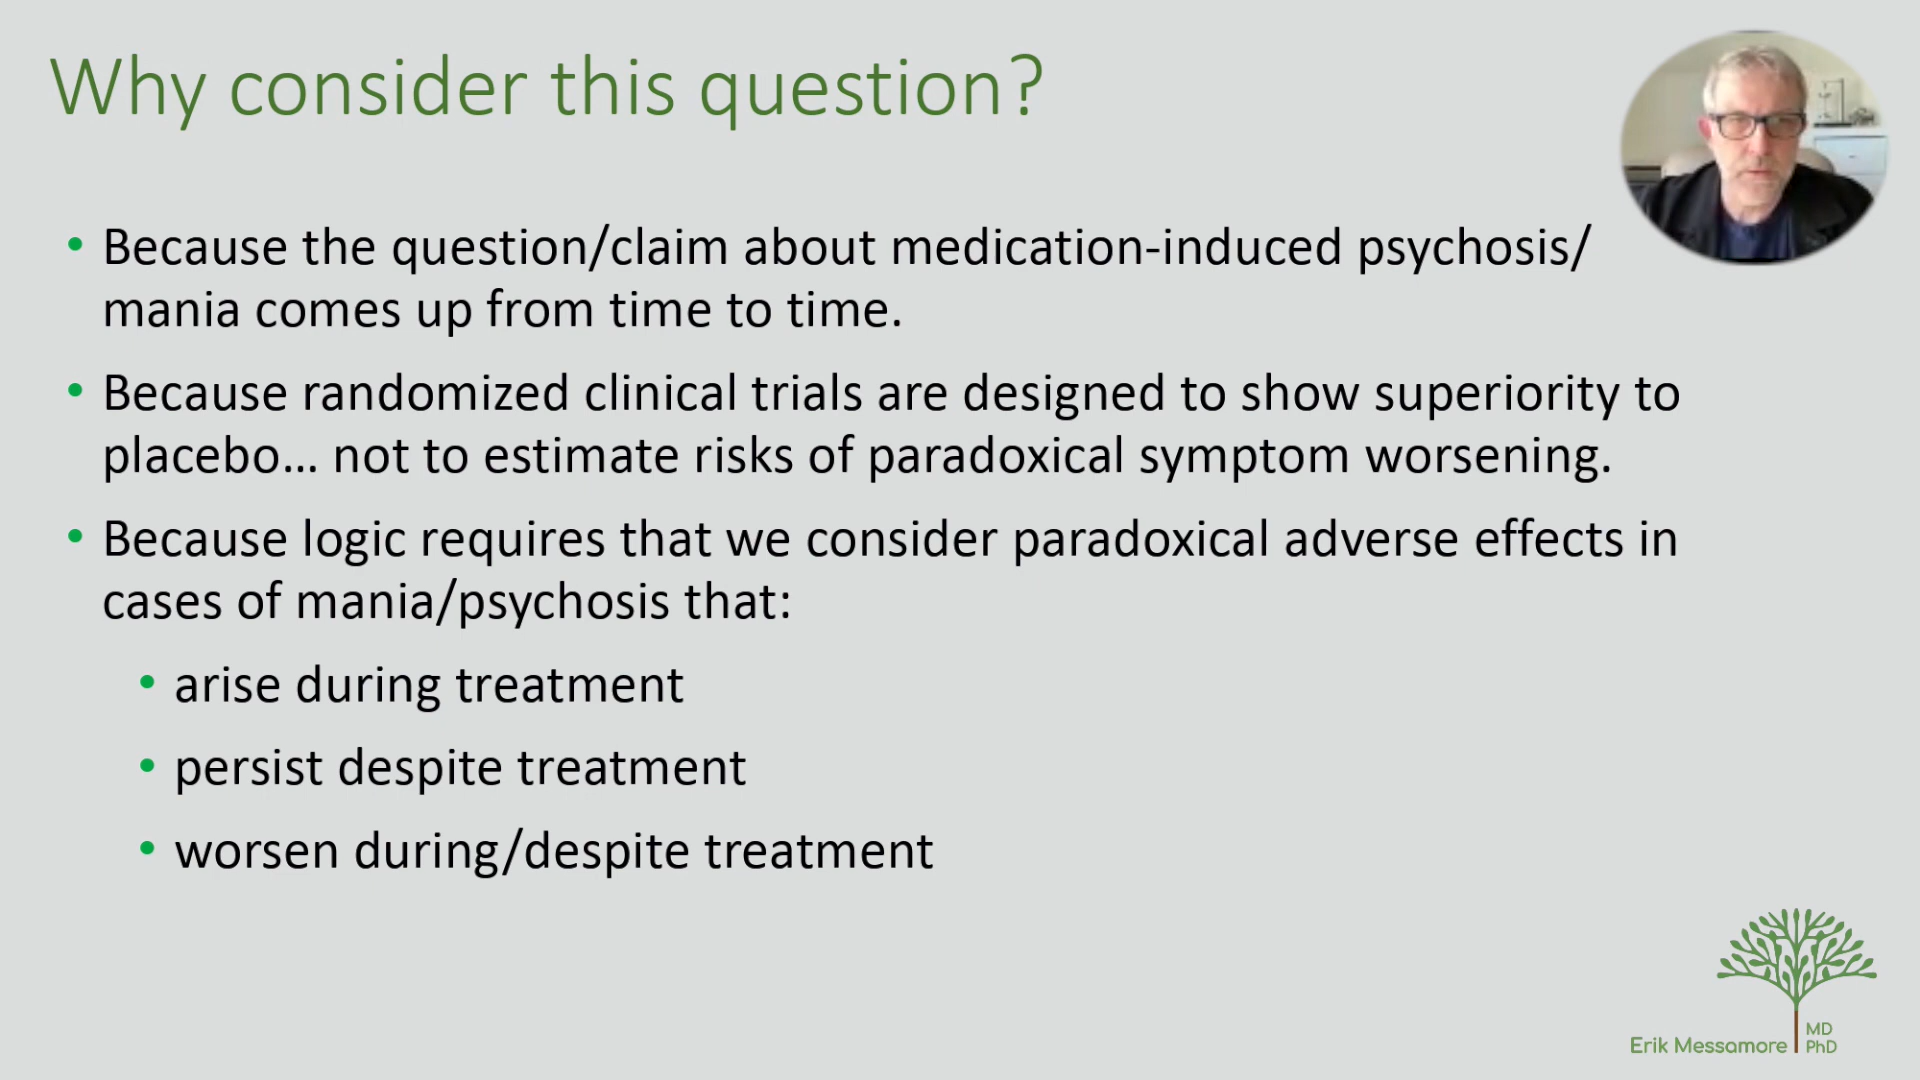 Why consider this question?
• Because the question/claim about medication-induced psychosis/
mania comes up from time to time.
• Because randomized clinical trials are designed to show superiority to
placebo... not to estimate risks of paradoxical symptom worsening.
• Because logic requires that we consider paradoxical adverse effects in
cases of mania/psychosis that:
• arise during treatment
• persist despite treatment
• worsen during/despite treatment
Erik Messamore
MD
PhD